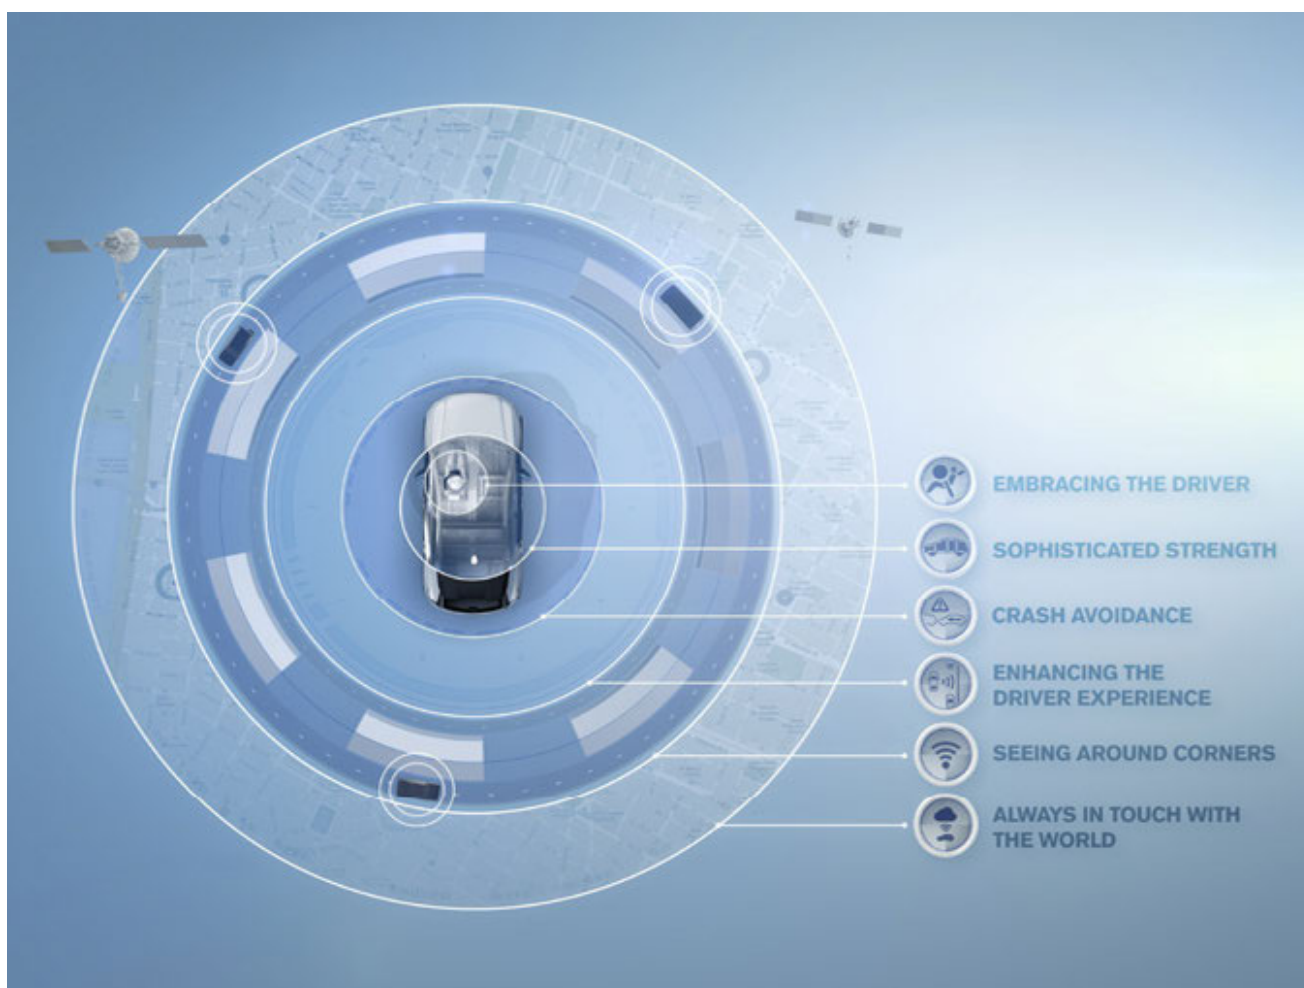 EMBRACING THE DRIVER
SOPHISTICATED STRENGTH
CRASH AVOIDANCE
ENHANCING THE
DRIVER EXPERIENCE
SEEING AROUND CORNERS
ALWAYS IN TOUCH WITH
THE WORLD